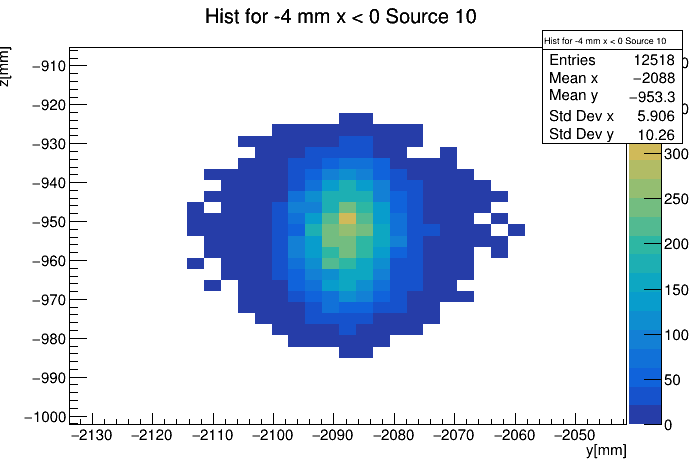 Hist for -4 mm x < 0 Source 10
Hist for -4 mm x < 0 Source 10
Entries 12518
Mean x −2088
Mean y −953.3
Std Dev x 5.906
Std Dev y 10.26
z[mm]
−910
−920
−930
−940
−950
−960
−970
−980
−990
−1000
300
250
200
150
100
50
0
−2130 −2120 −2110 −2100 −2090 −2080 −2070 −2060 −2050
y[mm]